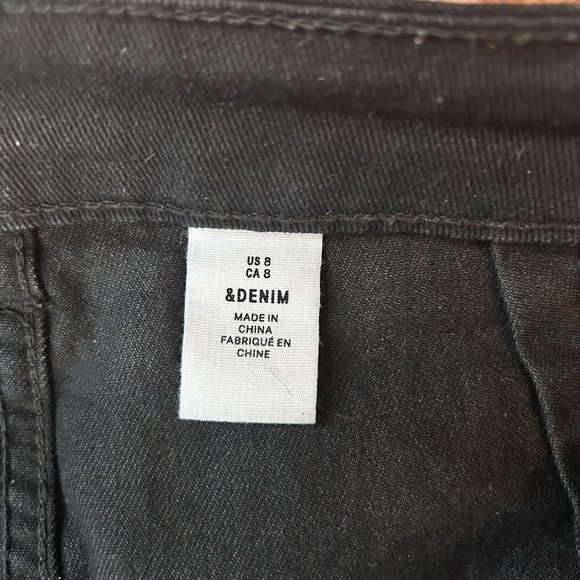 US 8
CA 8
&DENIM
MADE IN
CHINA
FABRIQUÉ EN
CHINE